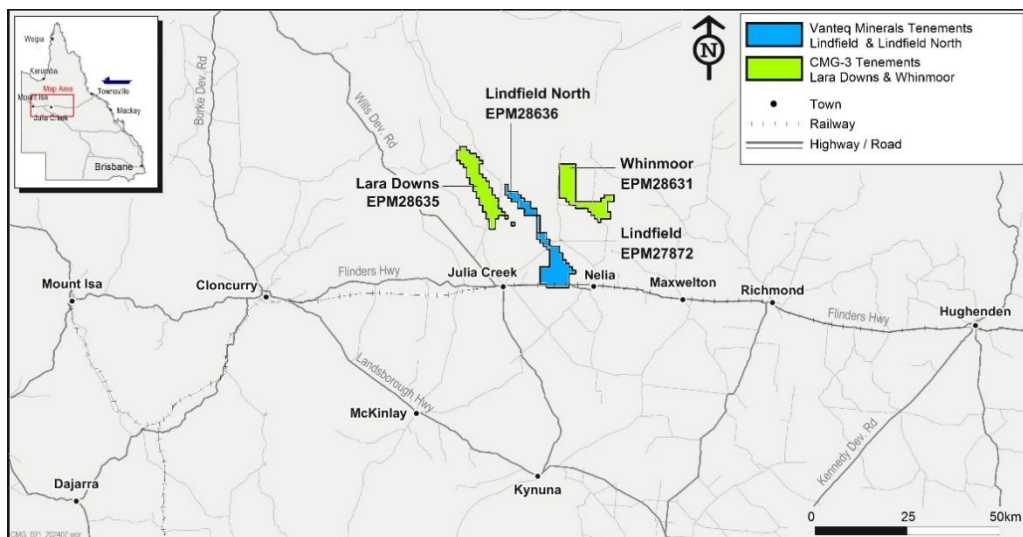 Weipa
Karumba
Map Area
Mount Isa
Julia Creek
Townsville
Mackay
Brisbane
N
Vanteq Minerals Tenements
Lindfield & Lindfield North
CMG-3 Tenements
Lara Downs & Whinmoor
Town
Railway
Highway / Road
Burke Dev. Rd
Wills Dev. Rd
Lindfield North
EPM28636
Lara Downs
EPM28635
Whinmoor
EPM28631
Lindfield
EPM27872
Mount Isa
Cloncurry
Flinders Hwy
Julia Creek
Nelia
Maxwelton
Richmond
Flinders Hwy
Hughenden
Landsborough Hwy
McKinlay
Kynuna
Kennedy Dev. Rd
Dajarra
0 25 50km